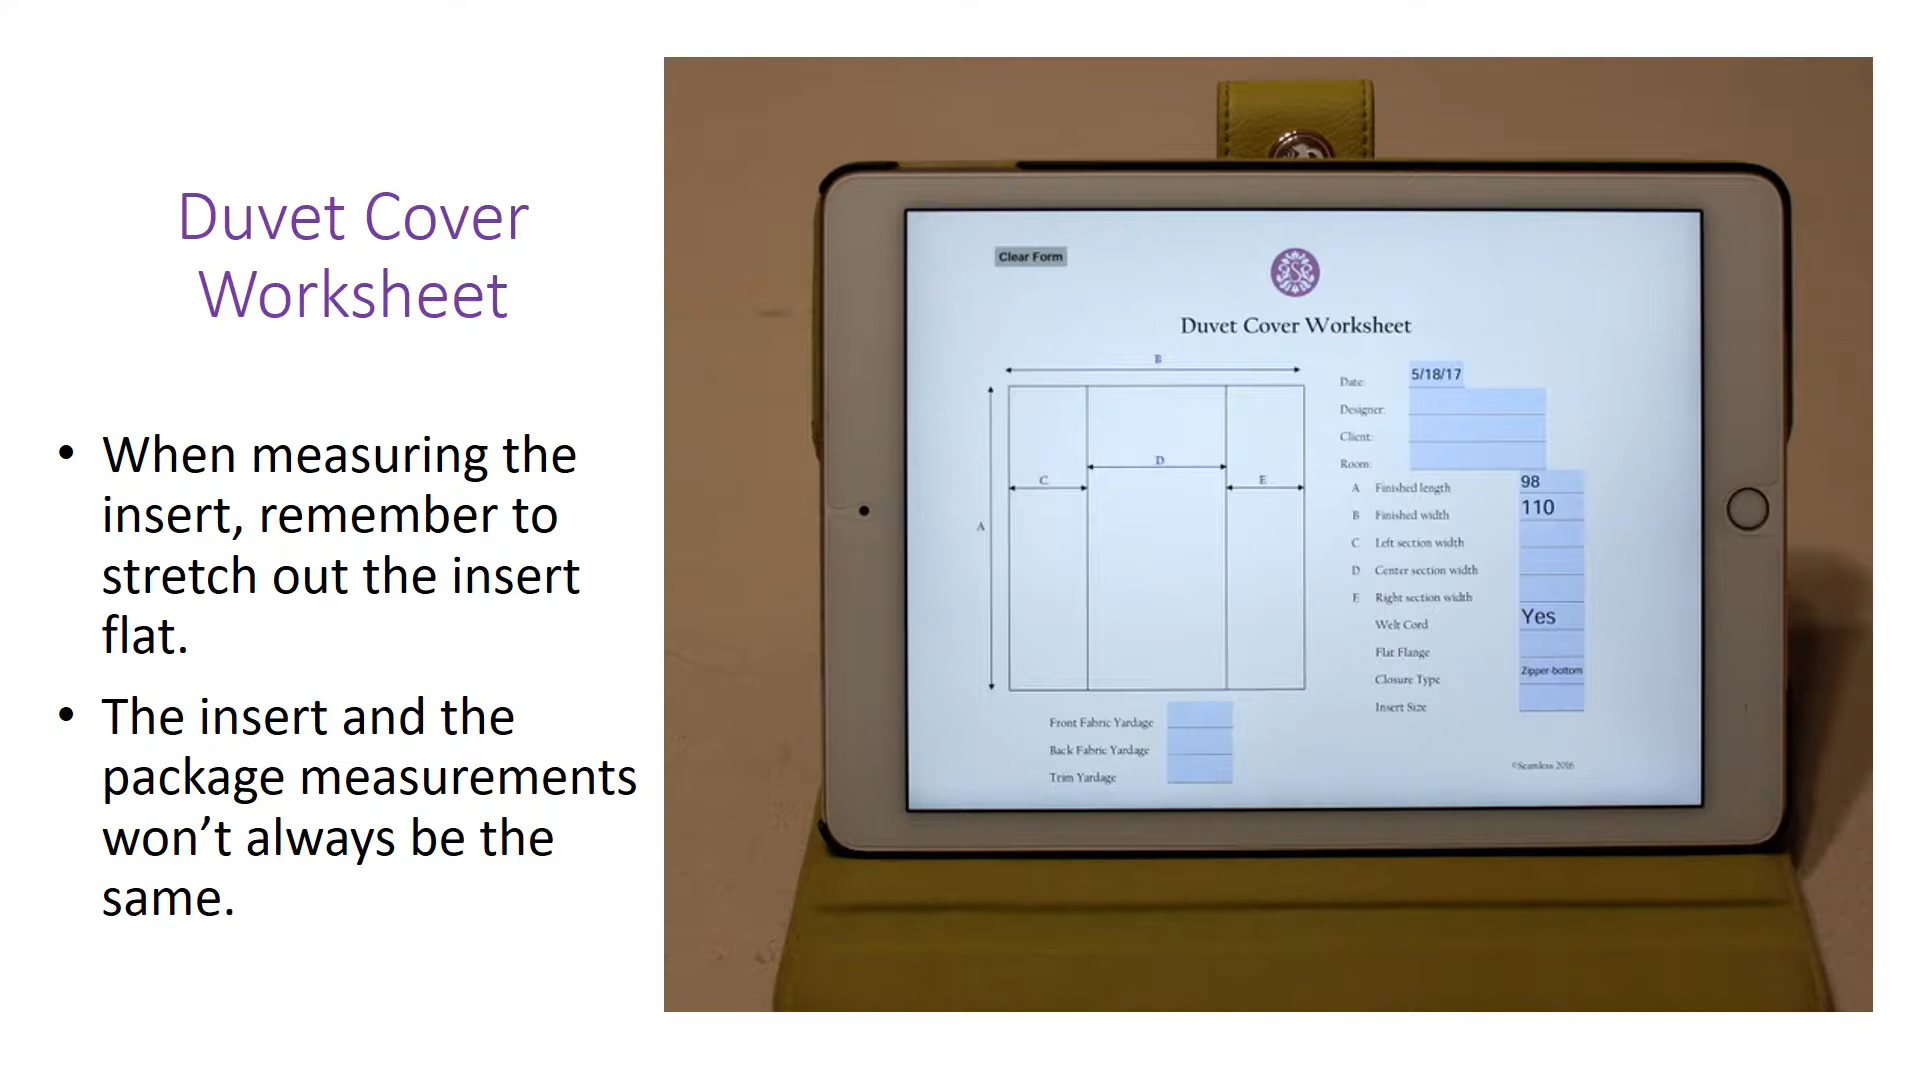 Duvet Cover
Worksheet
• When measuring the
insert, remember to
stretch out the insert
flat.
• The insert and the
package measurements
won’t always be the
same.
Clear Form
S
Duvet Cover Worksheet
B
A
C
D
E
Date: 5/18/17
Designer:
Client:
Room:
A Finished length 98
B Finished width 110
C Left section width
D Center section width
E Right section width
Welt Cord Yes
Flat Flange
Closure Type Zipper-bottom
Insert Size
Front Fabric Yardage
Back Fabric Yardage
Trim Yardage
©Seamless 2016